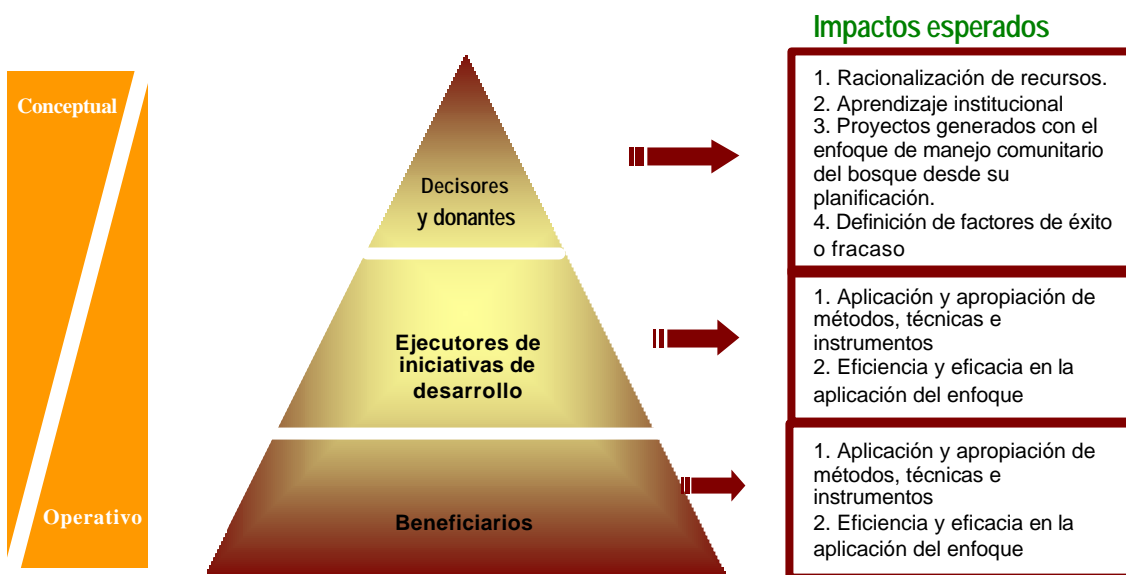 Impactos esperados
Conceptual
1. Racionalización de recursos.
2. Aprendizaje institucional
3. Proyectos generados con el
enfoque de manejo comunitario
del bosque desde su
planificación.
4. Definición de factores de éxito
o fracaso
Decisores
y donantes
1. Aplicación y apropiación de
métodos, técnicas e
instrumentos
2. Eficiencia y eficacia en la
aplicación del enfoque
Ejecutores de
iniciativas de
desarrollo
1. Aplicación y apropiación de
métodos, técnicas e
instrumentos
2. Eficiencia y eficacia en la
aplicación del enfoque
Operativo
Beneficiarios